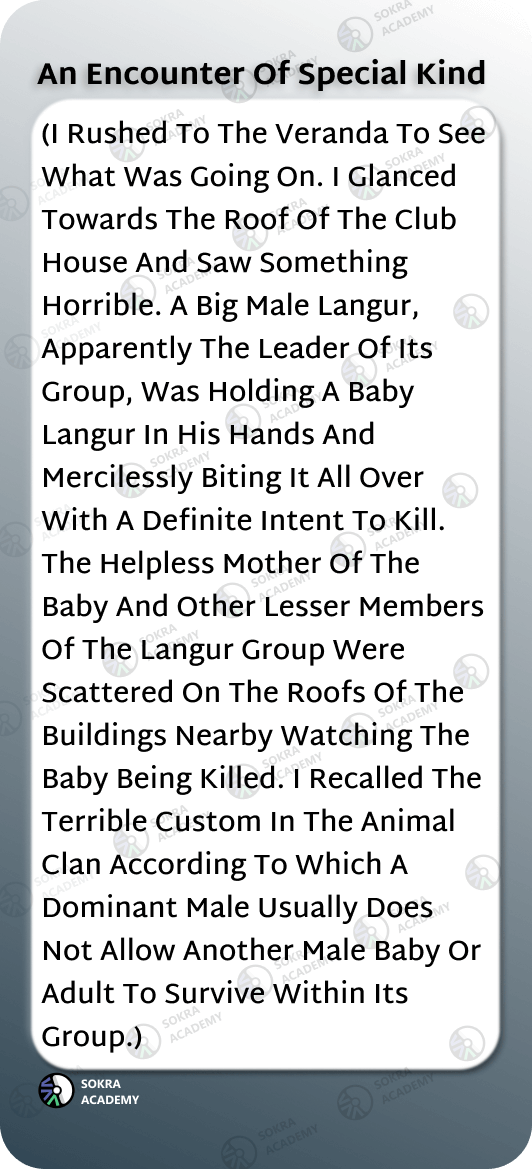 An Encounter Of Special Kind
(I Rushed To The Veranda To See
What Was Going On. I Glanced
Towards The Roof Of The Club
House And Saw Something
Horrible. A Big Male Langur,
Apparently The Leader Of Its
Group, Was Holding A Baby
Langur In His Hands And
Mercilessly Biting It All Over
With A Definite Intent To Kill.
The Helpless Mother Of The
Baby And Other Lesser Members
Of The Langur Group Were
Scattered On The Roofs Of The
Buildings Nearby Watching The
Baby Being Killed. I Recalled The
Terrible Custom In The Animal
Clan According To Which A
Dominant Male Usually Does
Not Allow Another Male Baby Or
Adult To Survive Within Its
Group.)
SOKRA
ACADEMY